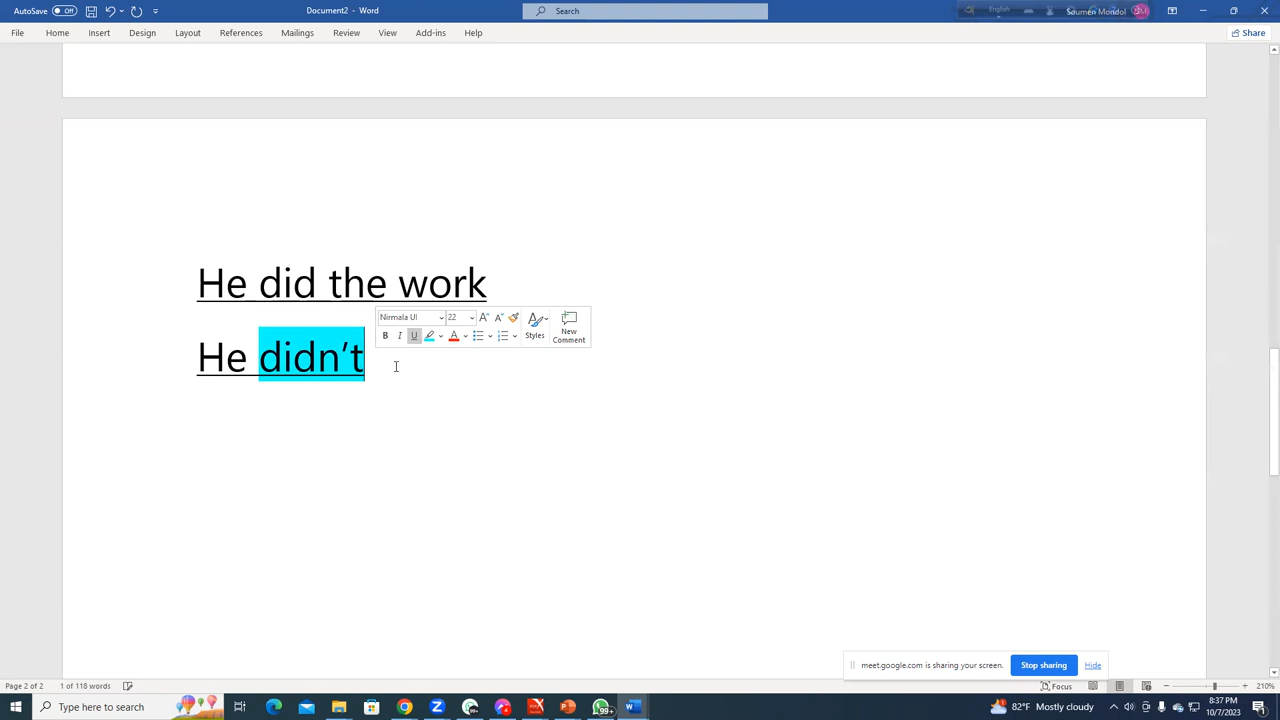 AutoSave Off Document2 - Word Search English Soumen Mondol
File Home Insert Design Layout References Mailings Review View Add-ins Help Share
He did the work
Nirmala UI 22
Styles New Comment
He didn’t
meet.google.com is sharing your screen. Stop sharing Hide
Page 2 of 2 1 of 118 words Focus 210%
Type here to search 99+ 99+ 82°F Mostly cloudy 8:37 PM
10/7/2023